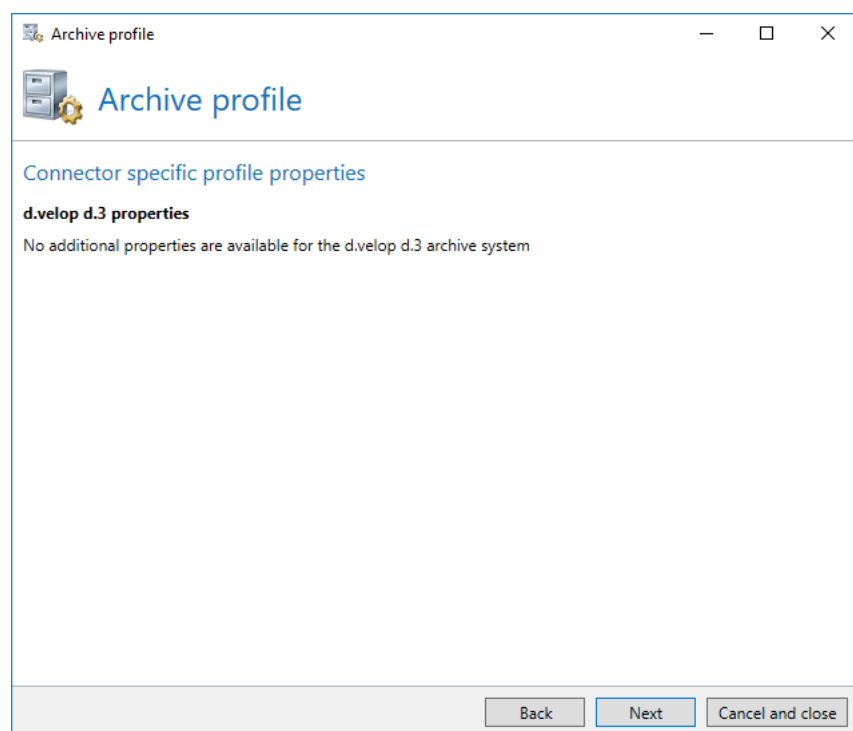 Archive profile
Archive profile
Connector specific profile properties
d.velop d.3 properties
No additional properties are available for the d.velop d.3 archive system
Back Next Cancel and close